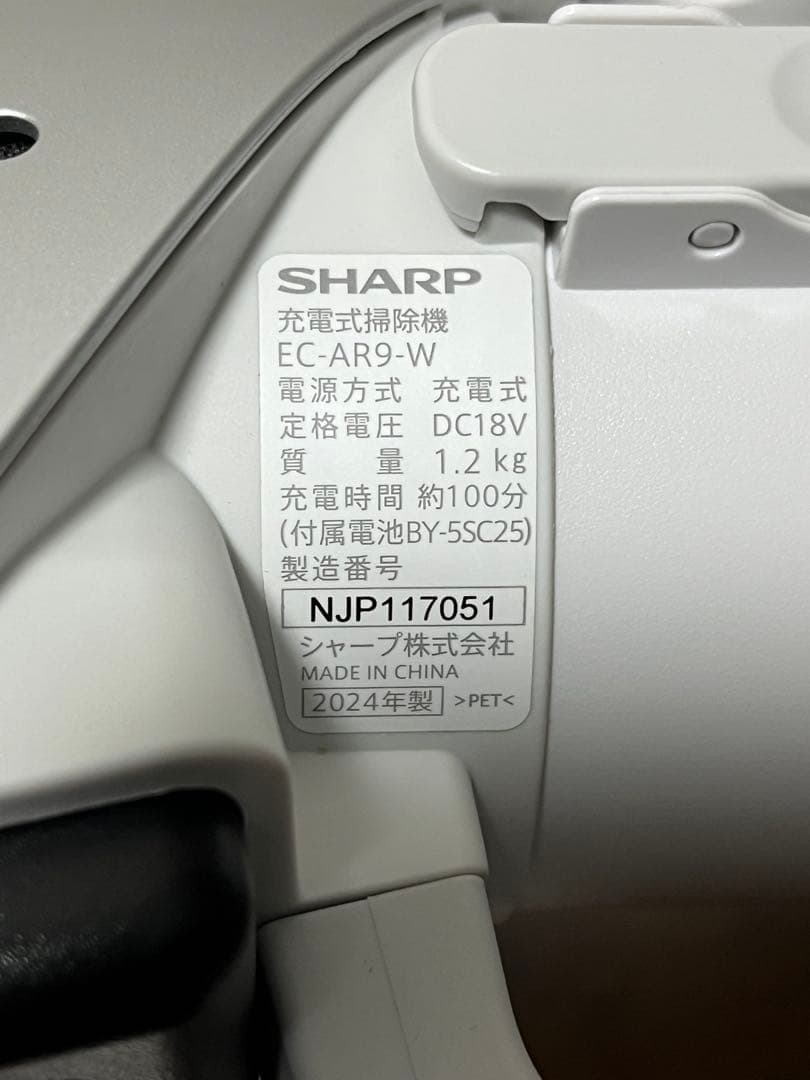 SHARP
充電式掃除機
EC-AR9-W
電源方式 充電式
定格電圧 DC18V
質量 1.2 kg
充電時間 約100分
(付属電池BY-5SC25)
製造番号
NJP117051
シャープ株式会社
MADE IN CHINA
2024年製 >PET<